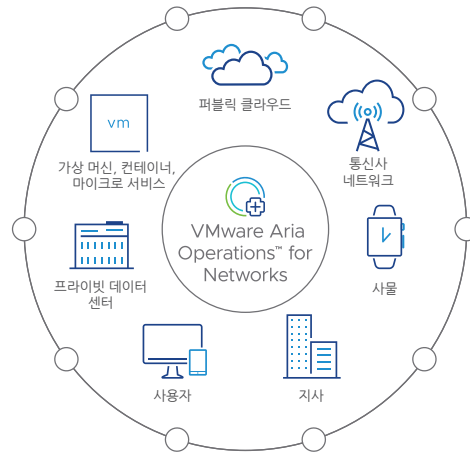 퍼블릭 클라우드
통신사
네트워크
vm
가상 머신, 컨테이너,
마이크로 서비스
VMware Aria
Operations™ for
Networks
사물
프라이빗 데이터
센터
사용자
지사